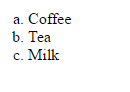 a. Coffee
b. Tea
c. Milk